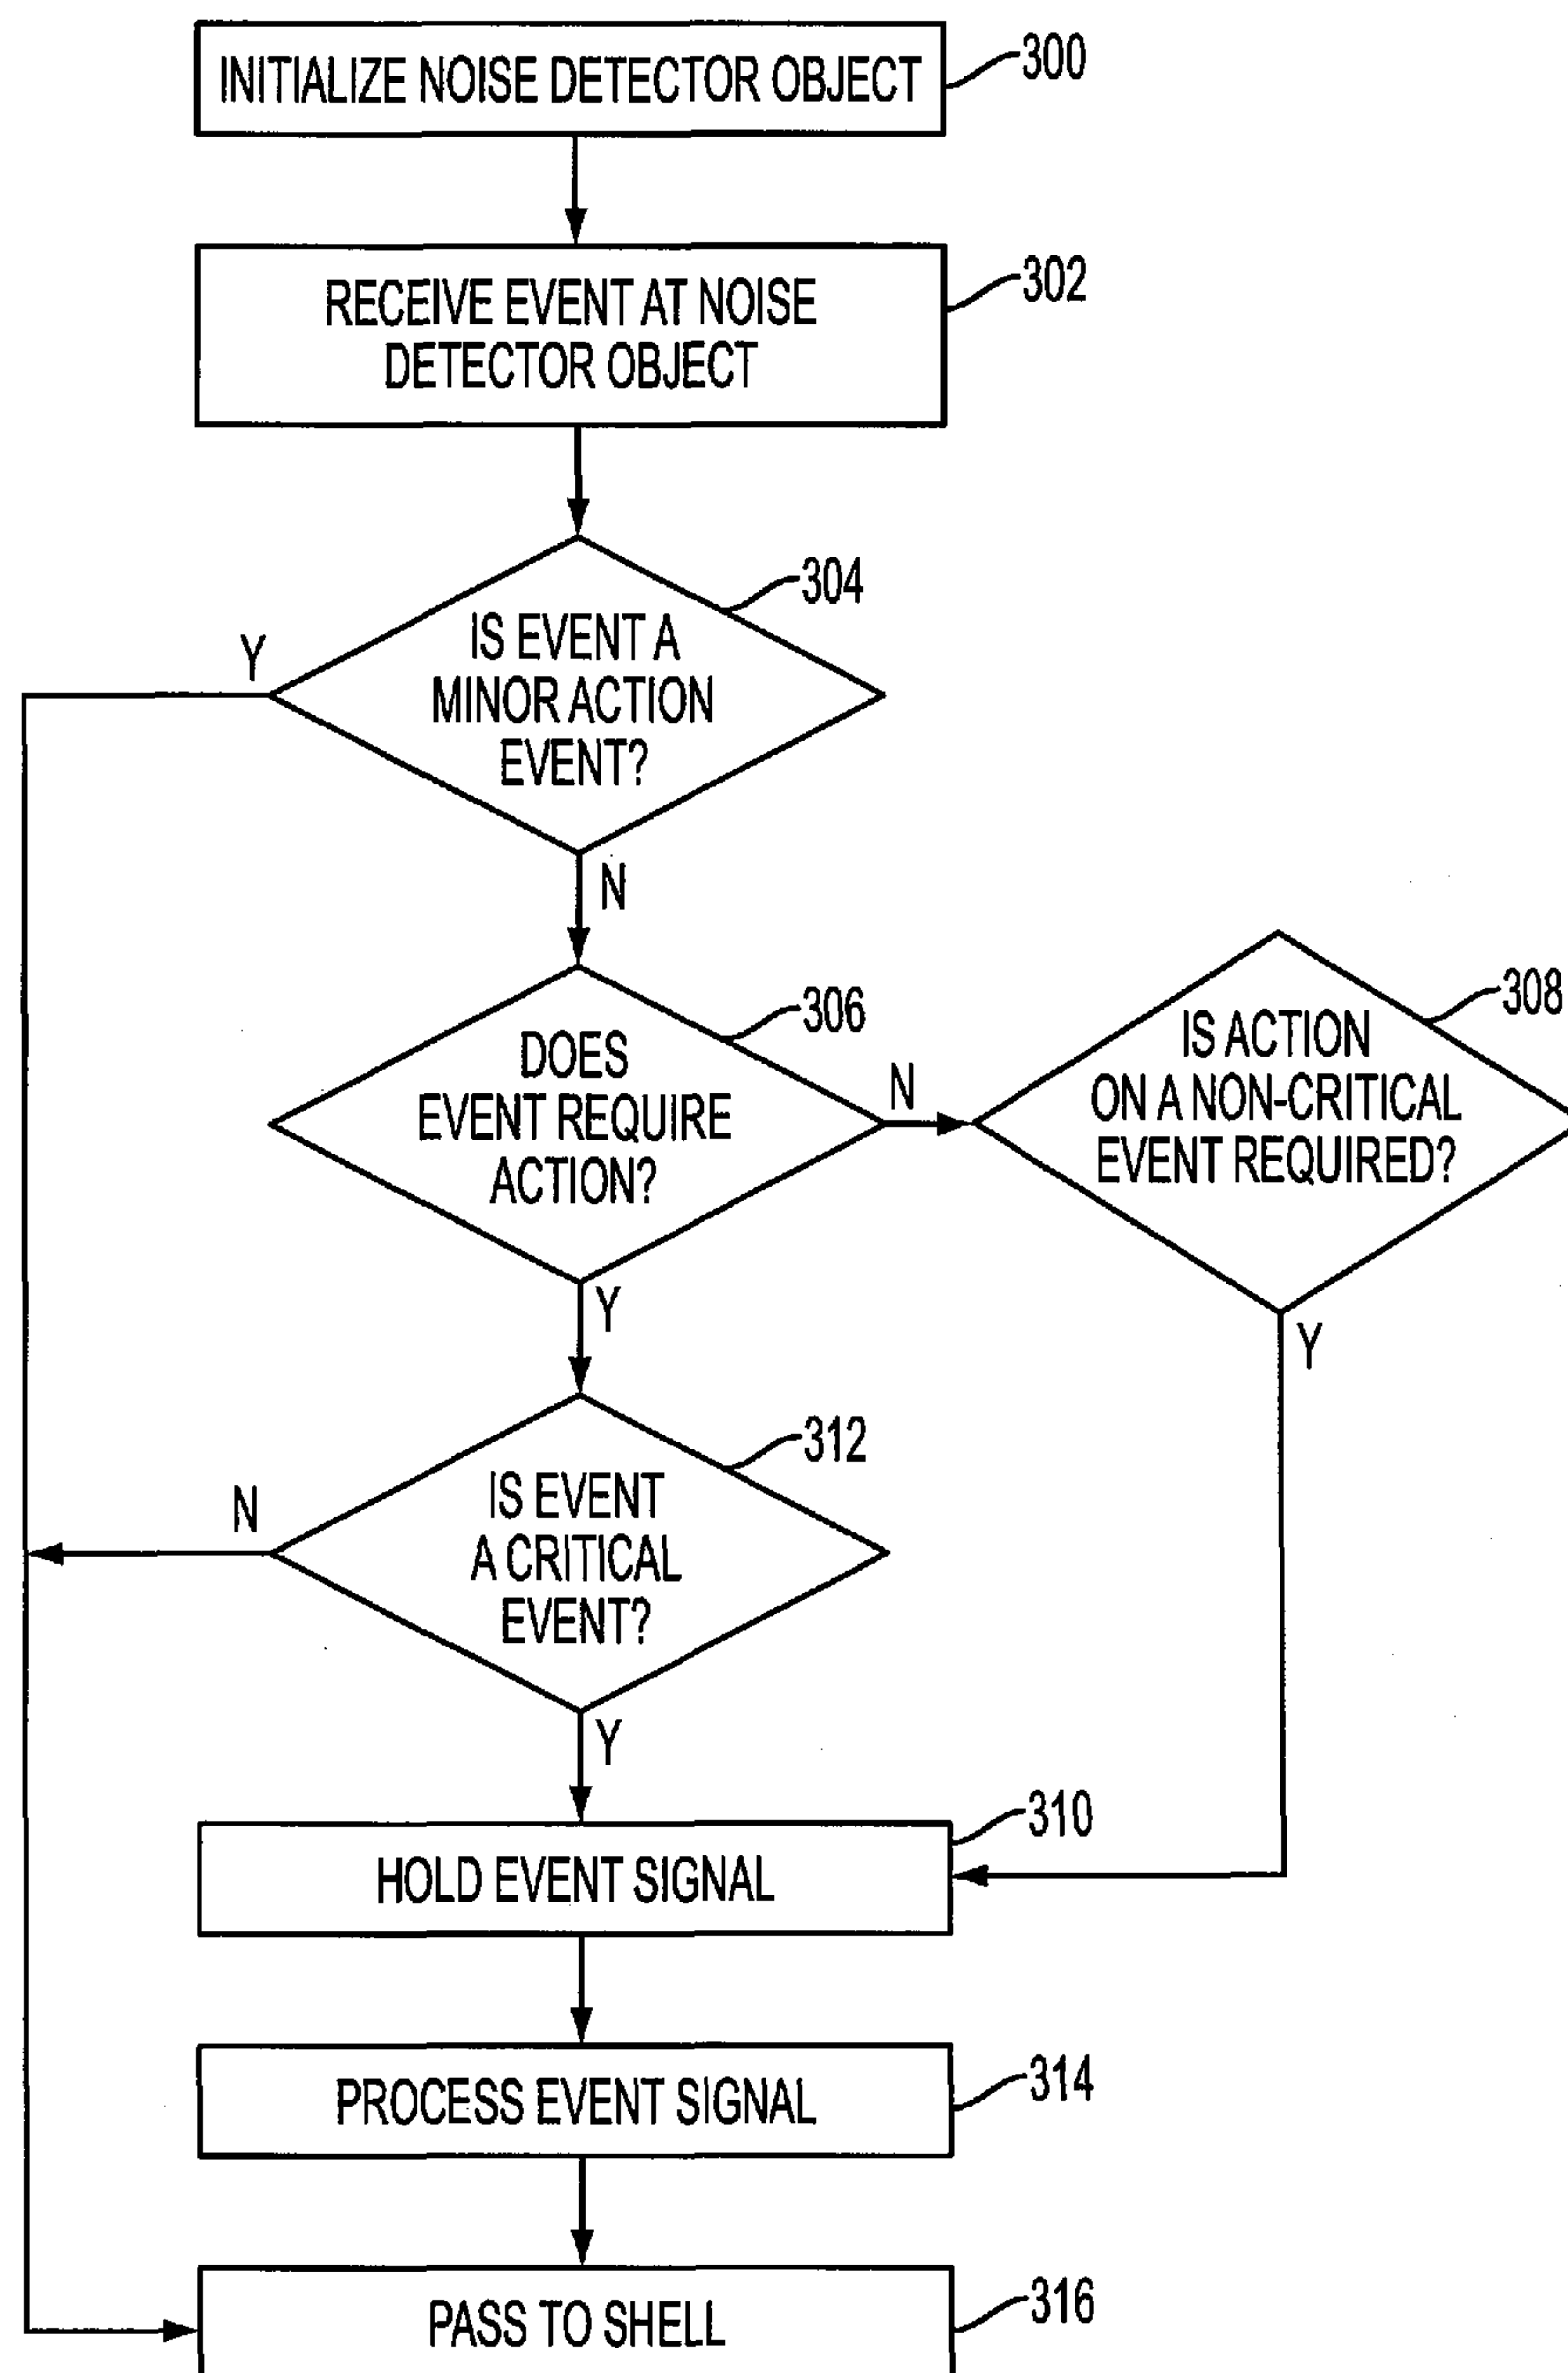 INITIALIZE NOISE DETECTOR OBJECT
300
RECEIVE EVENT AT NOISE
DETECTOR OBJECT
302
304
IS EVENT A
MINOR ACTION
EVENT?
Y
N
306
DOES
EVENT REQUIRE
ACTION?
N
308
IS ACTION
ON A NON-CRITICAL
EVENT REQUIRED?
Y
Y
312
IS EVENT
A CRITICAL
EVENT?
N
Y
310
HOLD EVENT SIGNAL
314
PROCESS EVENT SIGNAL
316
PASS TO SHELL